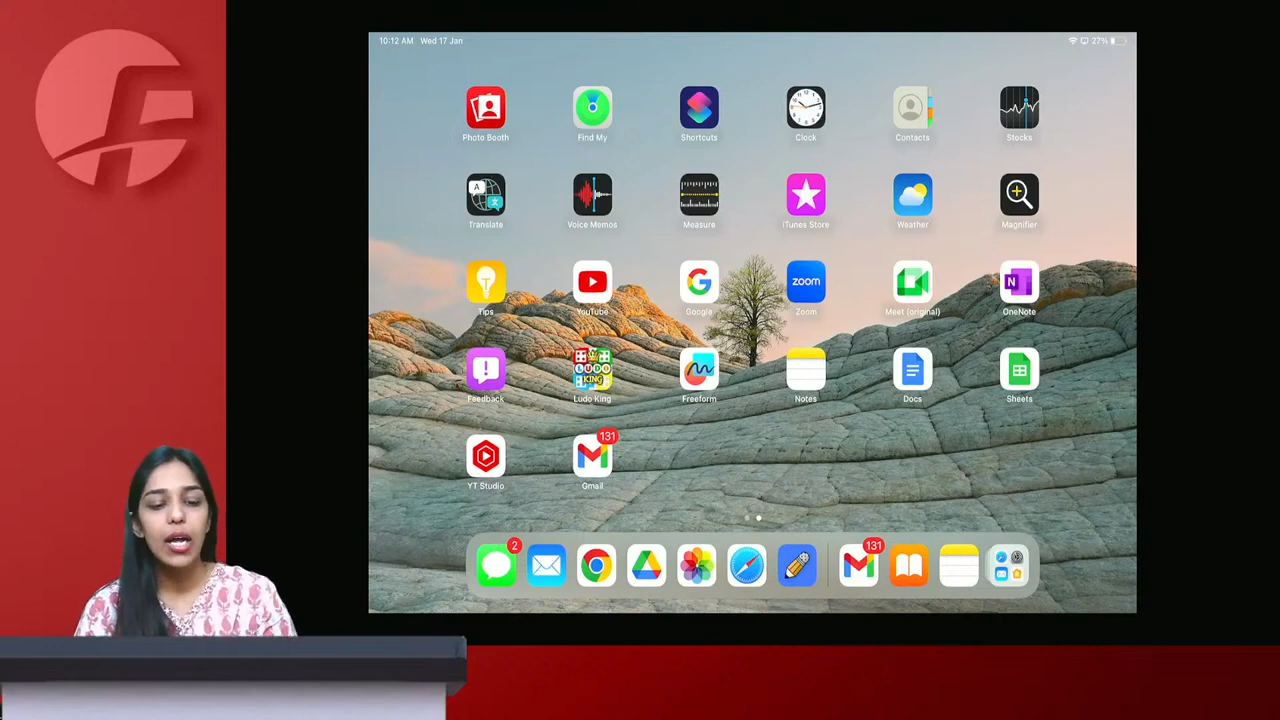 10:12 AM Wed 17 Jan
27%
Photo Booth
Find My
Shortcuts
Clock
Contacts
Stocks
Translate
Voice Memos
Measure
iTunes Store
Weather
Magnifier
Tips
YouTube
Google
zoom
Zoom
Meet (original)
N
OneNote
Feedback
LUDO
KING
Ludo King
Freeform
Notes
Docs
Sheets
131
YT Studio
Gmail
2
131